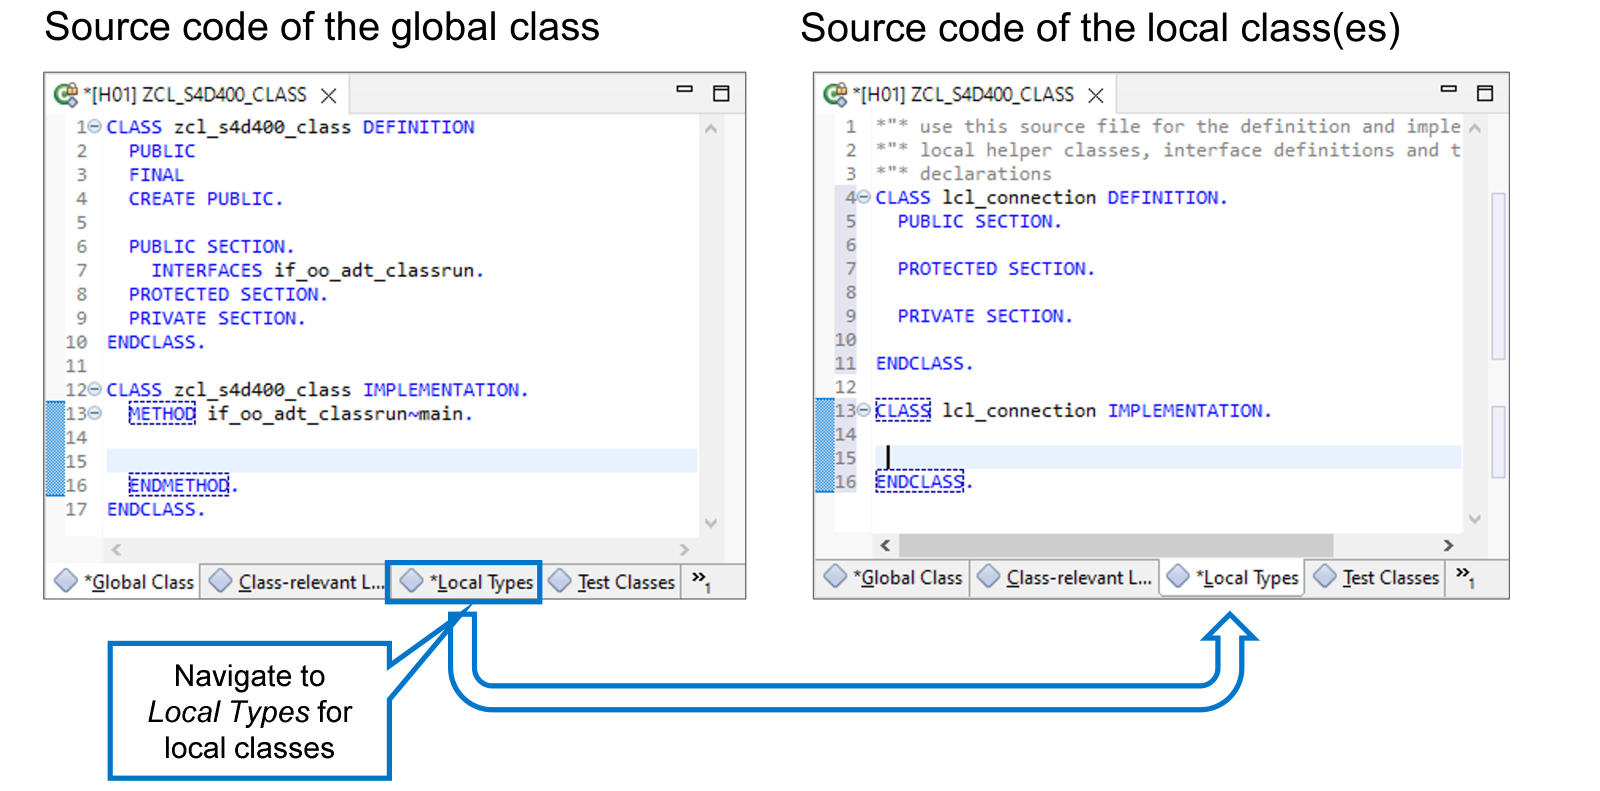 Source code of the global class
*[H01] ZCL_S4D400_CLASS
1 CLASS zcl_s4d400_class DEFINITION
2 PUBLIC
3 FINAL
4 CREATE PUBLIC.
5
6 PUBLIC SECTION.
7 INTERFACES if_oo_adt_classrun.
8 PROTECTED SECTION.
9 PRIVATE SECTION.
10 ENDCLASS.
11
12 CLASS zcl_s4d400_class IMPLEMENTATION.
13 METHOD if_oo_adt_classrun~main.
14
15
16 ENDMETHOD.
17 ENDCLASS.
*Global Class Class-relevant L... *Local Types Test Classes »1
Navigate to
Local Types for
local classes
Source code of the local class(es)
*[H01] ZCL_S4D400_CLASS
1 *"* use this source file for the definition and imple
2 *"* local helper classes, interface definitions and t
3 *"* declarations
4 CLASS lcl_connection DEFINITION.
5 PUBLIC SECTION.
6
7 PROTECTED SECTION.
8
9 PRIVATE SECTION.
10
11 ENDCLASS.
12
13 CLASS lcl_connection IMPLEMENTATION.
14
15
16 ENDCLASS.
*Global Class Class-relevant L... *Local Types Test Classes »1